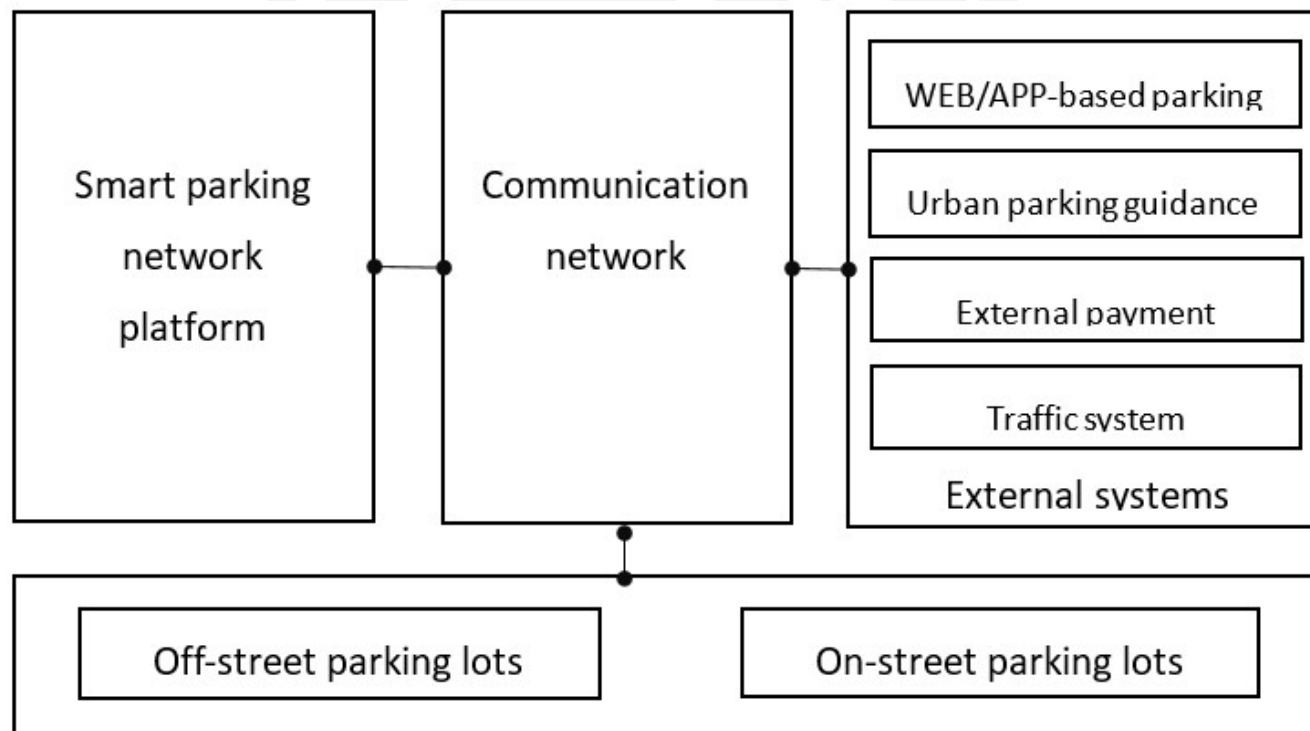 Smart parking
network
platform
Communication
network
WEB/APP-based parking
Urban parking guidance
External payment
Traffic system
External systems
Off-street parking lots
On-street parking lots